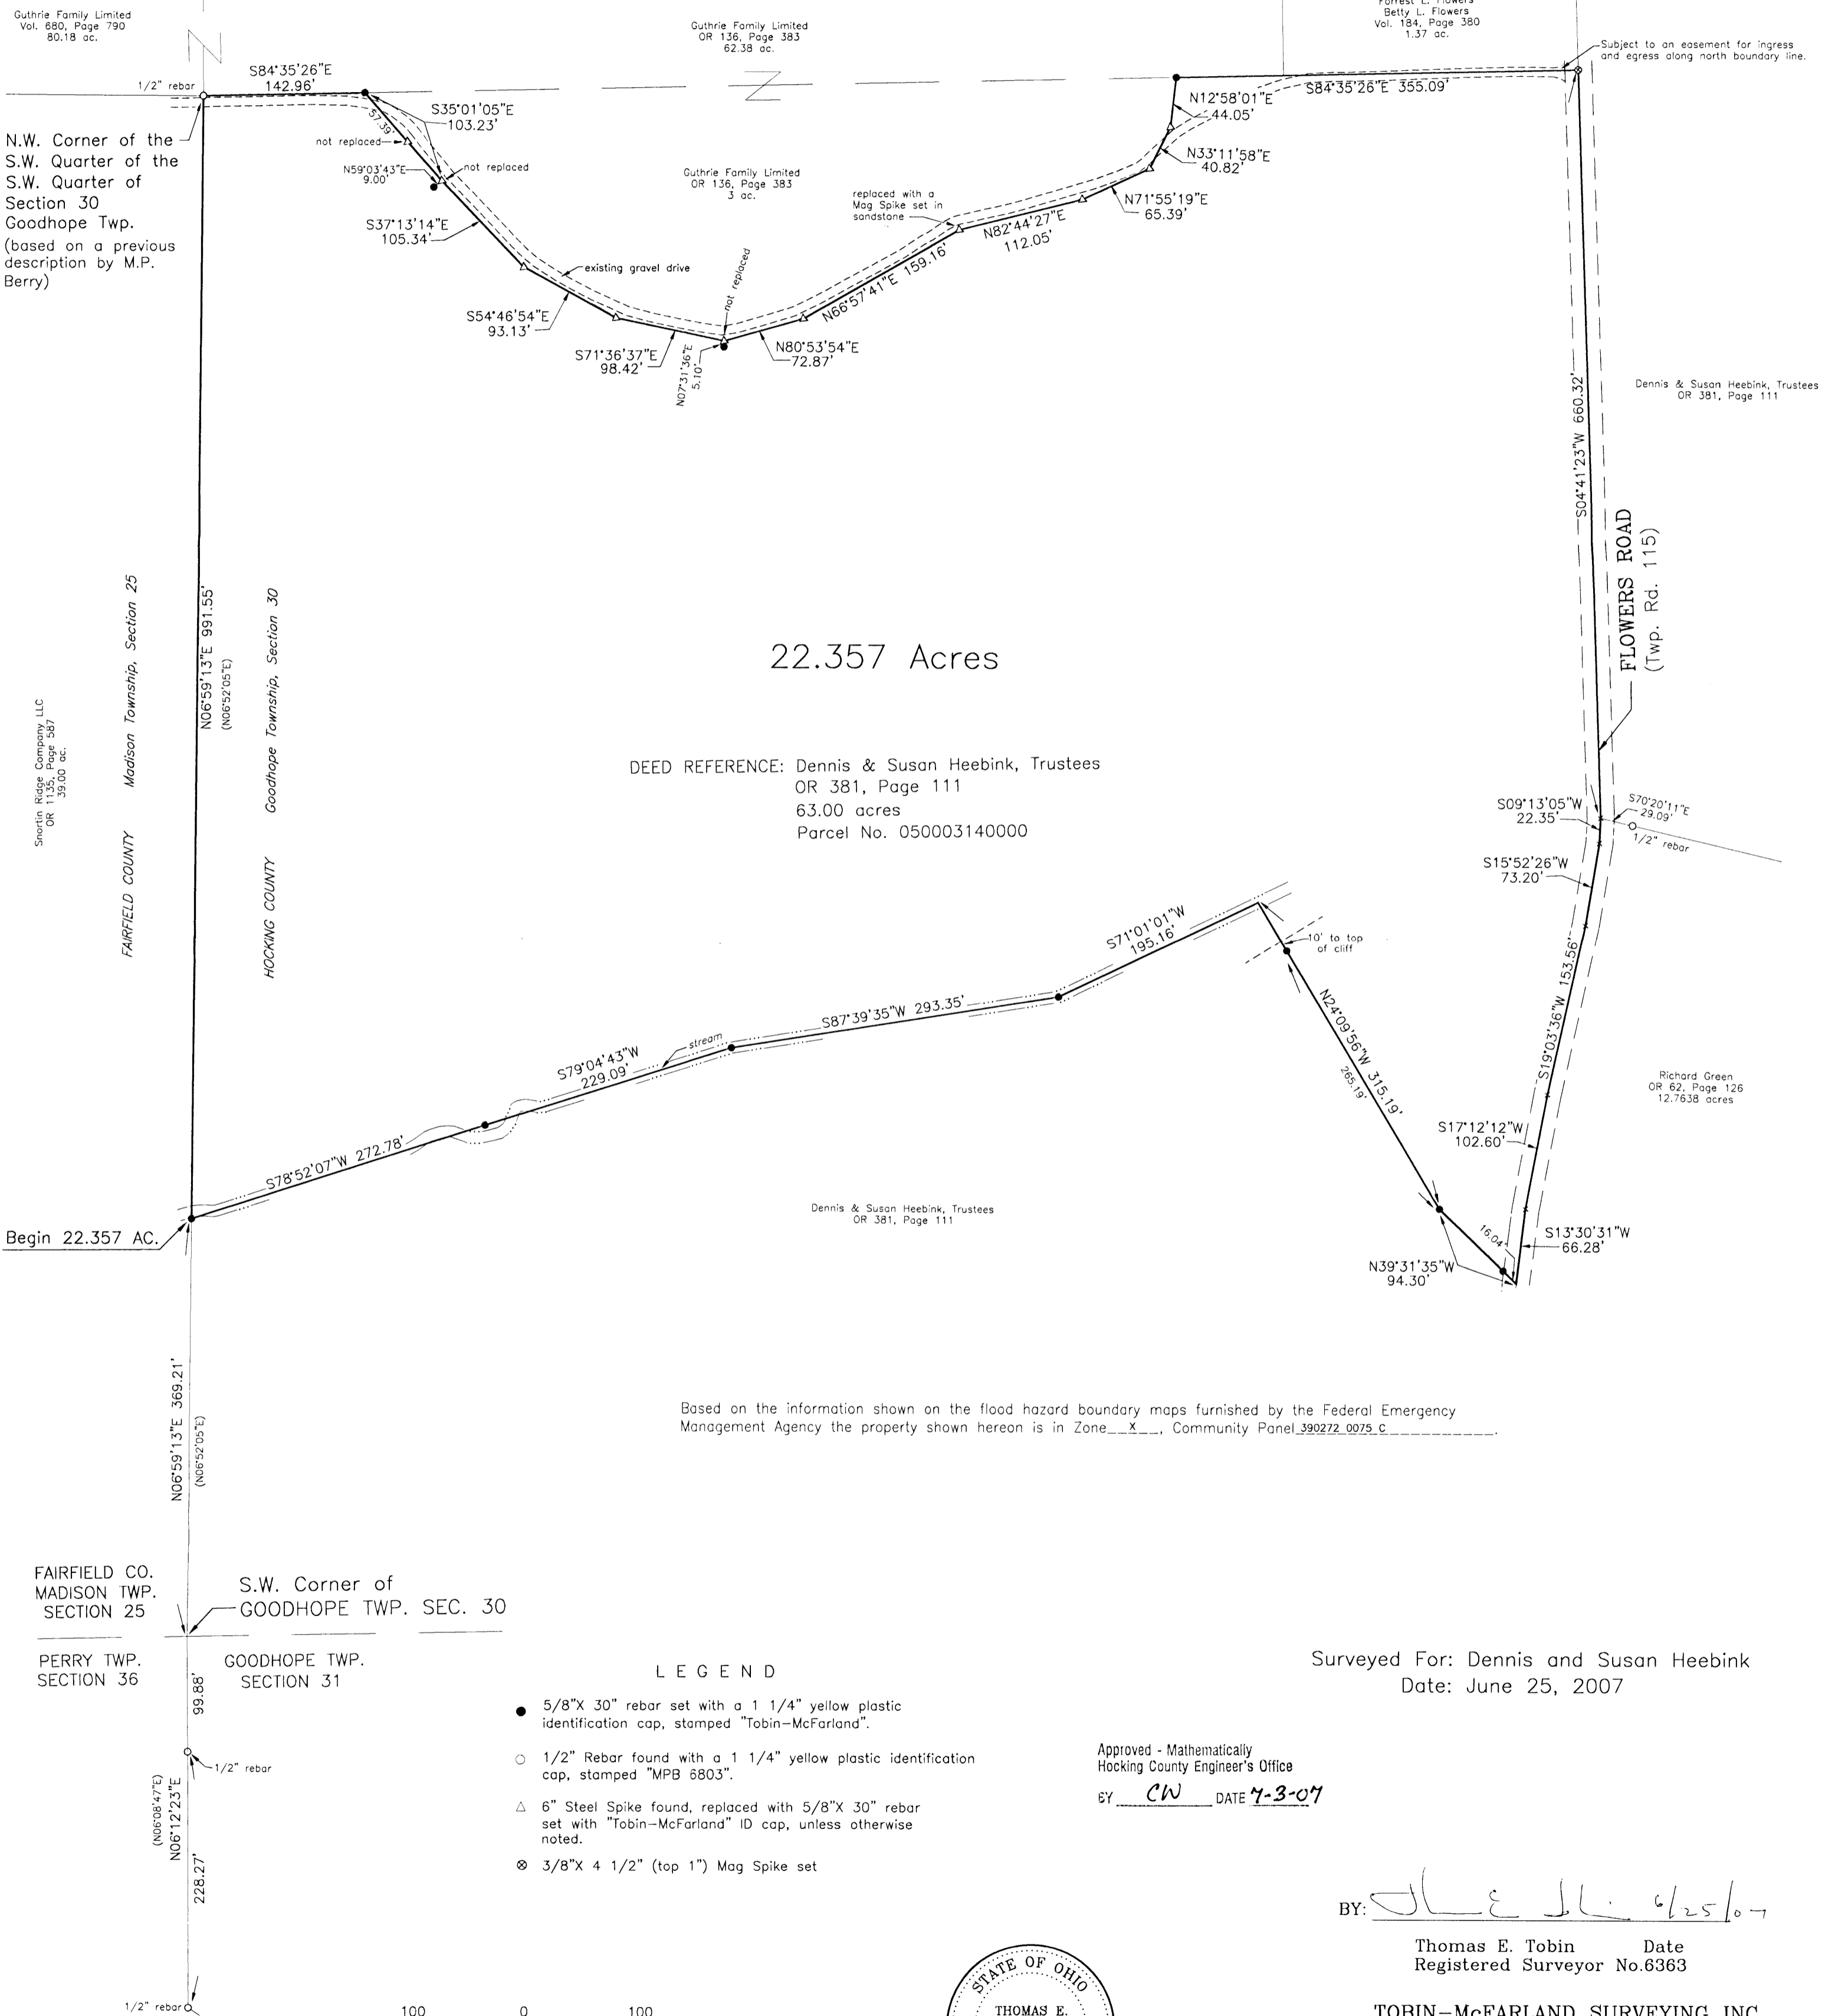 Guthrie Family Limited
Vol. 680, Page 790
80.18 ac.
Guthrie Family Limited
OR 136, Page 383
62.38 ac.
Forrest L. Flowers
Betty L. Flowers
Vol. 184, Page 380
1.37 ac.
Subject to an easement for ingress
and egress along north boundary line.
1/2" rebar
S84°35'26"E
142.96'
S84°35'26"E 355.09'
N.W. Corner of the
S.W. Quarter of the
S.W. Quarter of
Section 30
Goodhope Twp.
(based on a previous
description by M.P.
Berry)
57.39'
S35°01'05"E
103.23'
not replaced
not replaced
N59°03'43"E
9.00'
S37°13'14"E
105.34'
Guthrie Family Limited
OR 136, Page 383
3 ac.
replaced with a
Mag Spike set in
sandstone
N12°58'01"E
44.05'
N33°11'58"E
40.82'
N71°55'19"E
65.39'
N82°44'27"E
112.05'
existing gravel drive
not replaced
N66°57'41"E 159.16'
S54°46'54"E
93.13'
S71°36'37"E
98.42'
N07°31'36"E
5.10'
N80°53'54"E
72.87'
S04°41'23"W 660.32'
Dennis & Susan Heebink, Trustees
OR 381, Page 111
FLOWERS ROAD
(Twp. Rd. 115)
Snortin Ridge Company LLC
OR 1135, Page 587
39.00 ac.
FAIRFIELD COUNTY Madison Township, Section 25
N06°59'13"E 991.55'
(N06°52'05"E)
HOCKING COUNTY Goodhope Township, Section 30
22.357 Acres
DEED REFERENCE: Dennis & Susan Heebink, Trustees
OR 381, Page 111
63.00 acres
Parcel No. 050003140000
S09°13'05"W
22.35'
S70°20'11"E
29.09'
1/2" rebar
S15°52'26"W
73.20'
S71°01'01"W
195.16'
10' to top
of cliff
S19°03'36"W 153.56'
S87°39'35"W 293.35'
N24°09'56"W 315.19'
265.19'
stream
S79°04'43"W
229.09'
Richard Green
OR 62, Page 126
12.7638 acres
S17°12'12"W
102.60'
S78°52'07"W 272.78'
Dennis & Susan Heebink, Trustees
OR 381, Page 111
Begin 22.357 AC.
16.04'
S13°30'31"W
66.28'
N39°31'35"W
94.30'
N06°59'13"E 369.21'
(N06°52'05"E)
Based on the information shown on the flood hazard boundary maps furnished by the Federal Emergency
Management Agency the property shown hereon is in Zone__X__, Community Panel 390272 0075 C.
FAIRFIELD CO.
MADISON TWP.
SECTION 25
S.W. Corner of
GOODHOPE TWP. SEC. 30
PERRY TWP.
SECTION 36
GOODHOPE TWP.
SECTION 31
99.88'
1/2" rebar
(N06°08'47"E)
N06°12'23"E
228.27'
1/2" rebar
LEGEND
5/8"X 30" rebar set with a 1 1/4" yellow plastic
identification cap, stamped "Tobin-McFarland".
1/2" Rebar found with a 1 1/4" yellow plastic identification
cap, stamped "MPB 6803".
6" Steel Spike found, replaced with 5/8"X 30" rebar
set with "Tobin-McFarland" ID cap, unless otherwise
noted.
3/8"X 4 1/2" (top 1") Mag Spike set
Surveyed For: Dennis and Susan Heebink
Date: June 25, 2007
Approved - Mathematically
Hocking County Engineer's Office
BY CW DATE 7-3-07
BY: 6/25/07
Thomas E. Tobin Date
Registered Surveyor No.6363
STATE OF OHIO
THOMAS E.
100 0 100
TOBIN-McFARLAND SURVEYING INC.